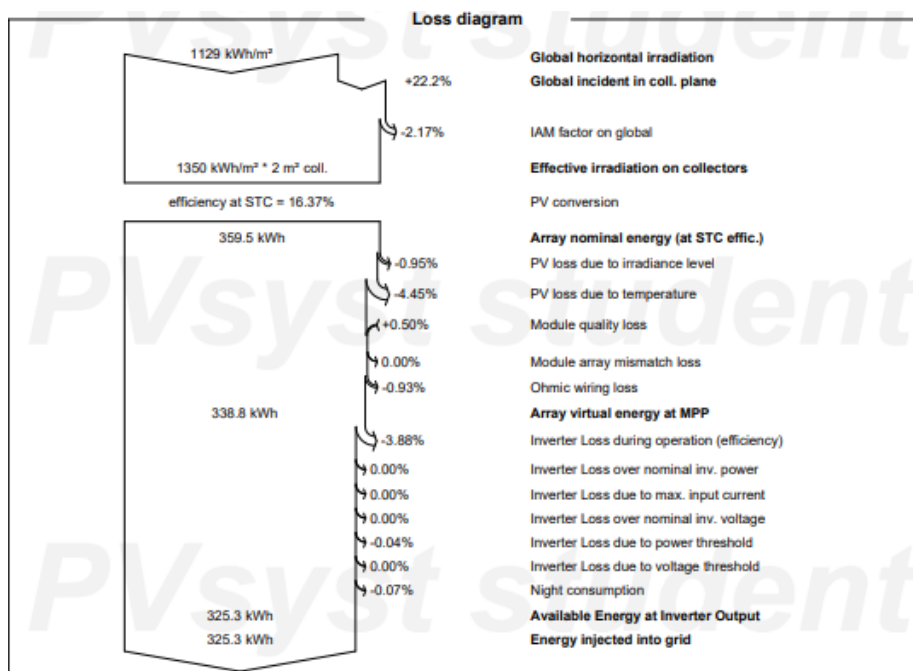 Loss diagram
1129 kWh/m² Global horizontal irradiation
+22.2% Global incident in coll. plane
-2.17% IAM factor on global
1350 kWh/m² * 2 m² coll. Effective irradiation on collectors
efficiency at STC = 16.37% PV conversion
359.5 kWh Array nominal energy (at STC effic.)
-0.95% PV loss due to irradiance level
-4.45% PV loss due to temperature
+0.50% Module quality loss
0.00% Module array mismatch loss
-0.93% Ohmic wiring loss
338.8 kWh Array virtual energy at MPP
-3.88% Inverter Loss during operation (efficiency)
0.00% Inverter Loss over nominal inv. power
0.00% Inverter Loss due to max. input current
0.00% Inverter Loss over nominal inv. voltage
-0.04% Inverter Loss due to power threshold
0.00% Inverter Loss due to voltage threshold
-0.07% Night consumption
325.3 kWh Available Energy at Inverter Output
325.3 kWh Energy injected into grid
PVsyst student
PVsyst student
PVsyst student